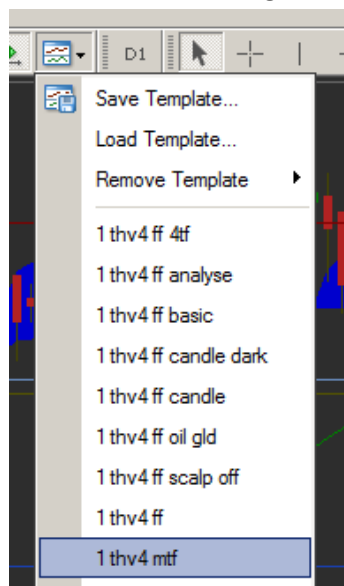 D1
Save Template...
Load Template...
Remove Template
1 thv4 ff 4tf
1 thv4 ff analyse
1 thv4 ff basic
1 thv4 ff candle dark
1 thv4 ff candle
1 thv4 ff oil gld
1 thv4 ff scalp off
1 thv4 ff
1 thv4 mtf